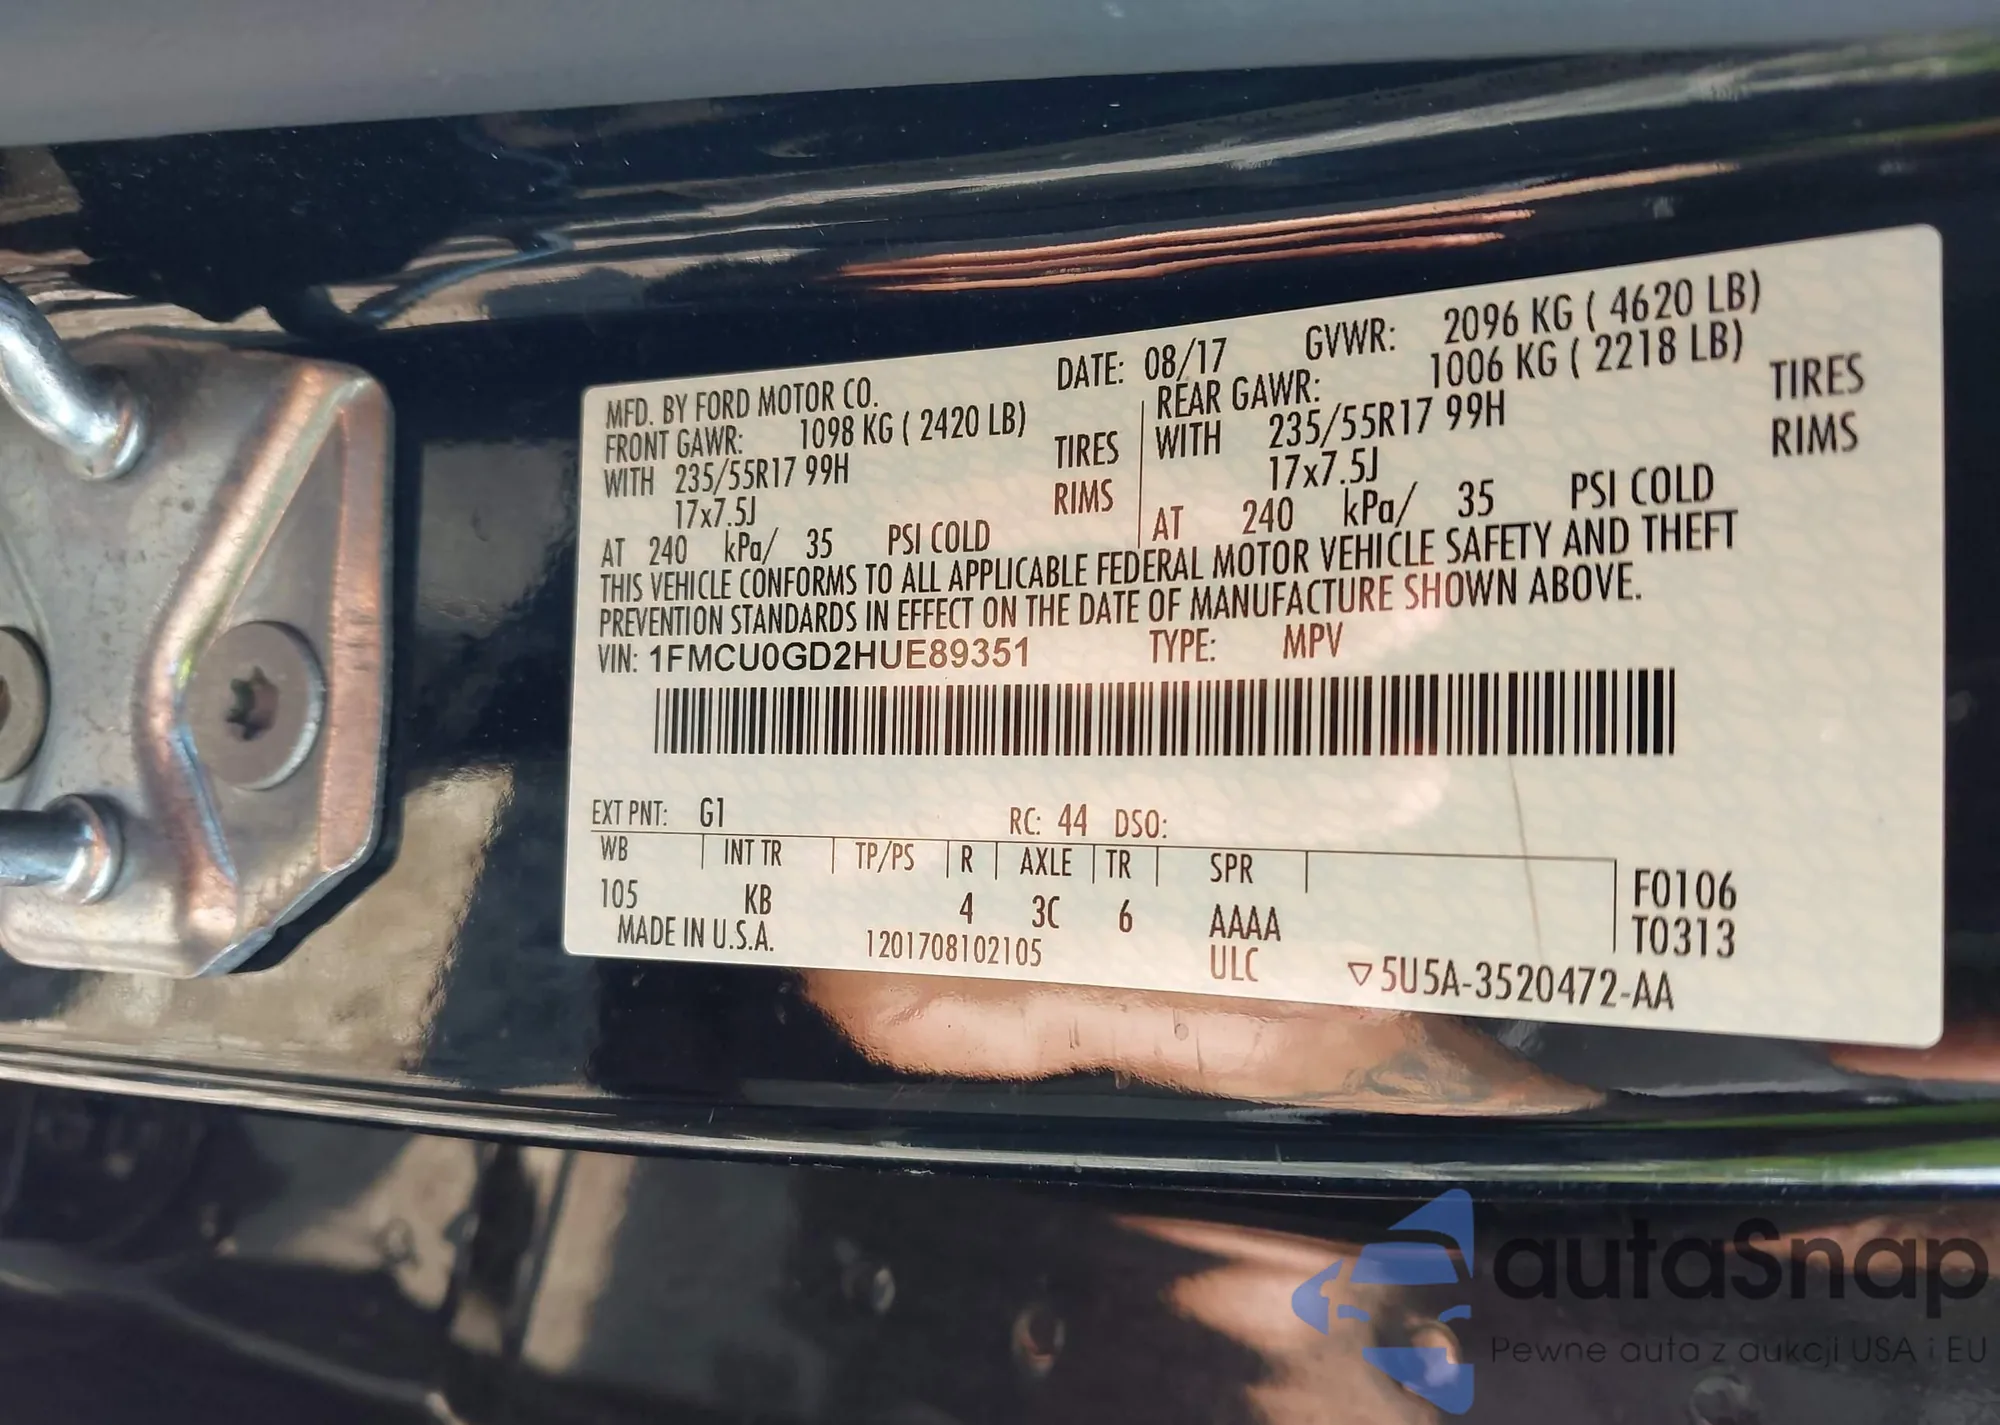 MFD. BY FORD MOTOR CO. DATE: 08/17 GVWR: 2096 KG ( 4620 LB)
FRONT GAWR: 1098 KG ( 2420 LB) REAR GAWR: 1006 KG ( 2218 LB)
WITH 235/55R17 99H TIRES WITH 235/55R17 99H TIRES
17x7.5J RIMS 17x7.5J RIMS
AT 240 kPa/ 35 PSI COLD AT 240 kPa/ 35 PSI COLD
THIS VEHICLE CONFORMS TO ALL APPLICABLE FEDERAL MOTOR VEHICLE SAFETY AND THEFT
PREVENTION STANDARDS IN EFFECT ON THE DATE OF MANUFACTURE SHOWN ABOVE.
VIN: 1FMCU0GD2HUE89351 TYPE: MPV
EXT PNT: G1 RC: 44 DSO:
WB INT TR TP/PS R AXLE TR SPR
105 KB 4 3C 6 AAAA
F0106
T0313
MADE IN U.S.A. 1201708102105 ULC ▽5U5A-3520472-AA
autaSnap
Pewne auta z aukcji USA i EU